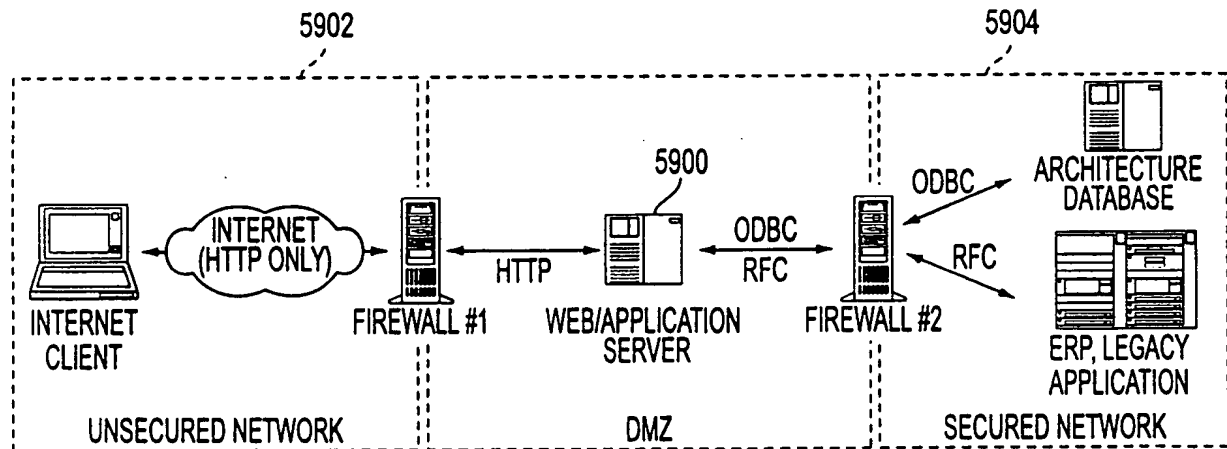 5902
5904
5900
INTERNET
(HTTP ONLY)
INTERNET
CLIENT
FIREWALL #1
HTTP
WEB/APPLICATION
SERVER
ODBC
RFC
FIREWALL #2
ODBC
RFC
ARCHITECTURE
DATABASE
ERP, LEGACY
APPLICATION
UNSECURED NETWORK
DMZ
SECURED NETWORK